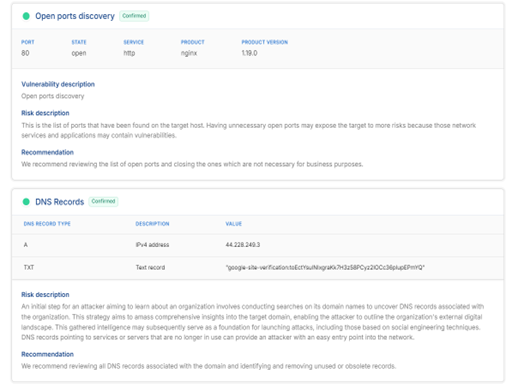 Open ports discovery Confirmed
PORT STATE SERVICE PRODUCT PRODUCT VERSION
80 open http nginx 1.19.0
Vulnerability description
Open ports discovery
Risk description
This is the list of ports that have been found on the target host. Having unnecessary open ports may expose the target to more risks because those network
services and applications may contain vulnerabilities.
Recommendation
We recommend reviewing the list of open ports and closing the ones which are not necessary for business purposes.
DNS Records Confirmed
DNS RECORD TYPE DESCRIPTION VALUE
A IPv4 address 44.228.249.3
TXT Text record
Risk description
An initial step for an attacker aiming to learn about an organization involves conducting searches on its domain names to uncover DNS records associated with
the organization. This strategy aims to amass comprehensive insights into the target domain, enabling the attacker to outline the organization's external digital
landscape. This gathered intelligence may subsequently serve as a foundation for launching attacks, including those based on social engineering techniques.
DNS records pointing to services or servers that are no longer in use can provide an attacker with an easy entry point into the network.
Recommendation
We recommend reviewing all DNS records associated with the domain and identifying and removing unused or obsolete records.